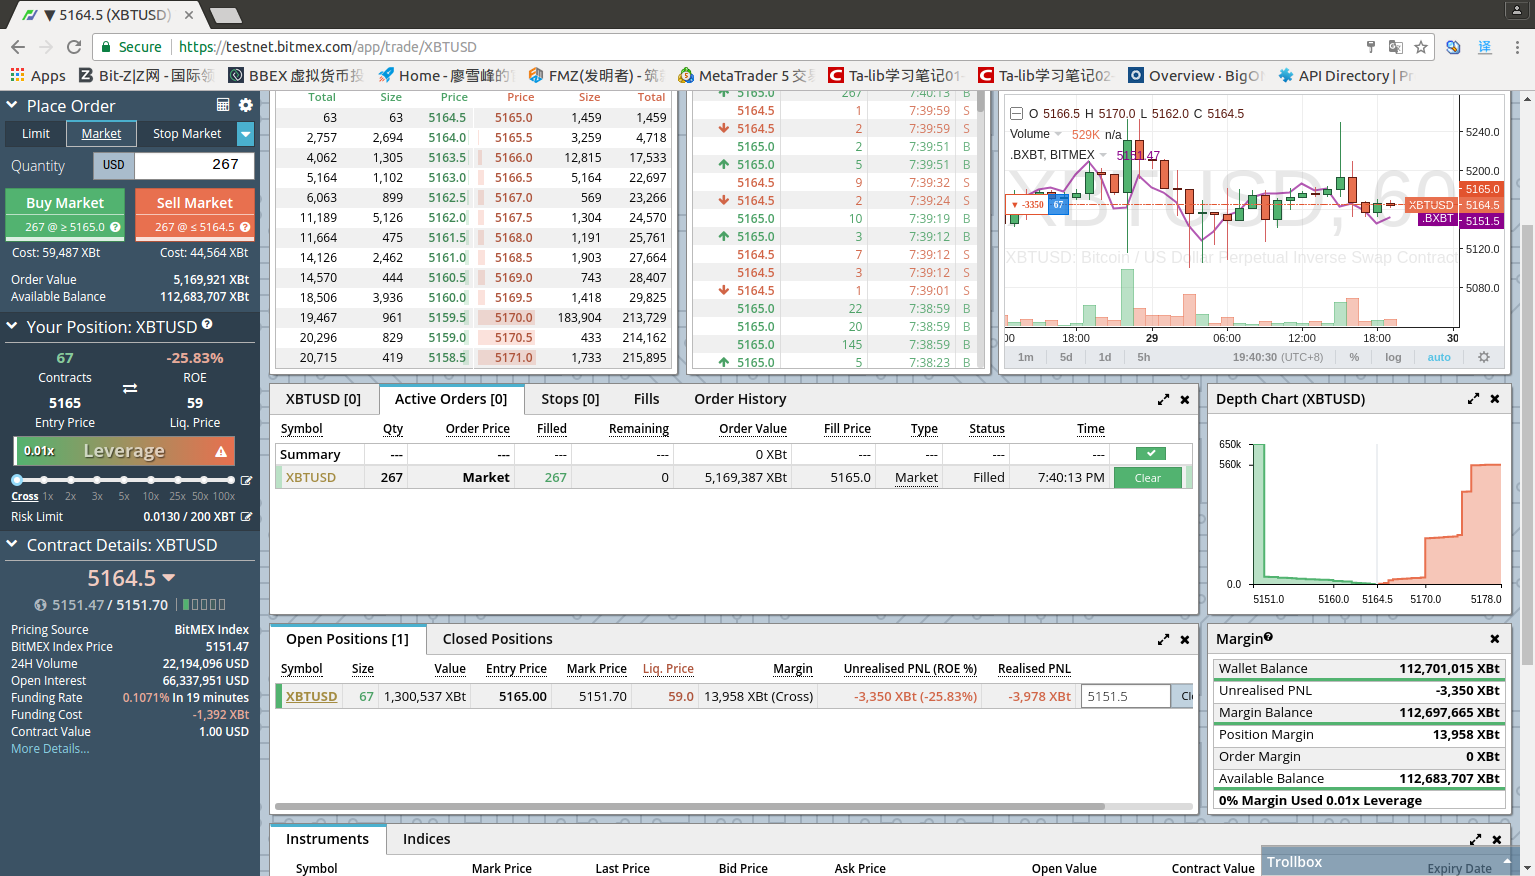 ▼ 5164.5 (XBTUSD)
Secure https://testnet.bitmex.com/app/trade/XBTUSD
Apps Bit-Z|Z网 - 国际 BBEX 虚拟货币投 Home - 廖雪峰的 FMZ(发明者) - MetaTrader 5 Ta-lib学习笔记01- Ta-lib学习笔记02- Overview - BigO API Directory | P
Place Order
Limit Market Stop Market
Quantity USD 267
Buy Market Sell Market
267 @ ≥ 5165.0 267 @ ≤ 5164.5
Cost: 59,487 XBt Cost: 44,564 XBt
Order Value 5,169,921 XBt
Available Balance 112,683,707 XBt
Your Position: XBTUSD
67 -25.83%
Contracts ROE
5165 59
Entry Price Liq. Price
0.01x Leverage
Cross 1x 2x 3x 5x 10x 25x 50x 100x
Risk Limit 0.0130 / 200 XBT
Contract Details: XBTUSD
5164.5
5151.47 / 5151.70
Pricing Source BitMEX Index
BitMEX Index Price 5151.47
24H Volume 22,194,096 USD
Open Interest 66,337,951 USD
Funding Rate 0.1071% In 19 minutes
Funding Cost -1,392 XBt
Contract Value 1.00 USD
More Details...
Total Size Price Price Size Total
63 63 5164.5 5165.0 1,459 1,459
2,757 2,694 5164.0 5165.5 3,259 4,718
4,062 1,305 5163.5 5166.0 12,815 17,533
5,164 1,102 5163.0 5166.5 5,164 22,697
6,063 899 5162.5 5167.0 569 23,266
11,189 5,126 5162.0 5167.5 1,304 24,570
11,664 475 5161.5 5168.0 1,191 25,761
14,126 2,462 5161.0 5168.5 1,903 27,664
14,570 444 5160.5 5169.0 743 28,407
18,506 3,936 5160.0 5169.5 1,418 29,825
19,467 961 5159.5 5170.0 183,904 213,729
20,296 829 5159.0 5170.5 433 214,162
20,715 419 5158.5 5171.0 1,733 215,895
5165.0 267 7:40:13 B
5164.5 1 7:39:59 S
5164.5 2 7:39:59 S
5165.0 2 7:39:51 B
5165.0 5 7:39:51 B
5164.5 9 7:39:32 S
5164.5 2 7:39:24 S
5165.0 10 7:39:19 B
5165.0 3 7:39:12 B
5164.5 7 7:39:12 S
5164.5 3 7:39:12 S
5164.5 1 7:39:01 S
5165.0 22 7:38:59 B
5165.0 20 7:38:59 B
5165.0 145 7:38:59 B
5165.0 5 7:38:23 B
O 5166.5 H 5170.0 L 5162.0 C 5164.5
Volume 529K n/a
.BXBT, BITMEX 5151.47
XBTUSD, 60
XBTUSD: Bitcoin / US Dollar Perpetual Inverse Swap Contract
▼ -3350 67
5240.0
5200.0
5165.0
XBTUSD 5164.5
.BXBT 5151.5
5120.0
5080.0
00 18:00 29 06:00 12:00 18:00 30
1m 5d 1d 5h 19:40:30 (UTC+8) % log auto
XBTUSD [0] Active Orders [0] Stops [0] Fills Order History
Symbol Qty Order Price Filled Remaining Order Value Fill Price Type Status Time
Summary --- --- --- --- 0 XBt --- --- --- ---
XBTUSD 267 Market 267 0 5,169,387 XBt 5165.0 Market Filled 7:40:13 PM Clear
Depth Chart (XBTUSD)
650k
560k
0.0
5151.0 5160.0 5164.5 5170.0 5178.0
Open Positions [1] Closed Positions
Symbol Size Value Entry Price Mark Price Liq. Price Margin Unrealised PNL (ROE %) Realised PNL
XBTUSD 67 1,300,537 XBt 5165.00 5151.70 59.0 13,958 XBt (Cross) -3,350 XBt (-25.83%) -3,978 XBt 5151.5 Cl
Margin
Wallet Balance 112,701,015 XBt
Unrealised PNL -3,350 XBt
Margin Balance 112,697,665 XBt
Position Margin 13,958 XBt
Order Margin 0 XBt
Available Balance 112,683,707 XBt
0% Margin Used 0.01x Leverage
Instruments Indices
Symbol Mark Price Last Price Bid Price Ask Price Open Value Contract Value Expiry Date
Trollbox